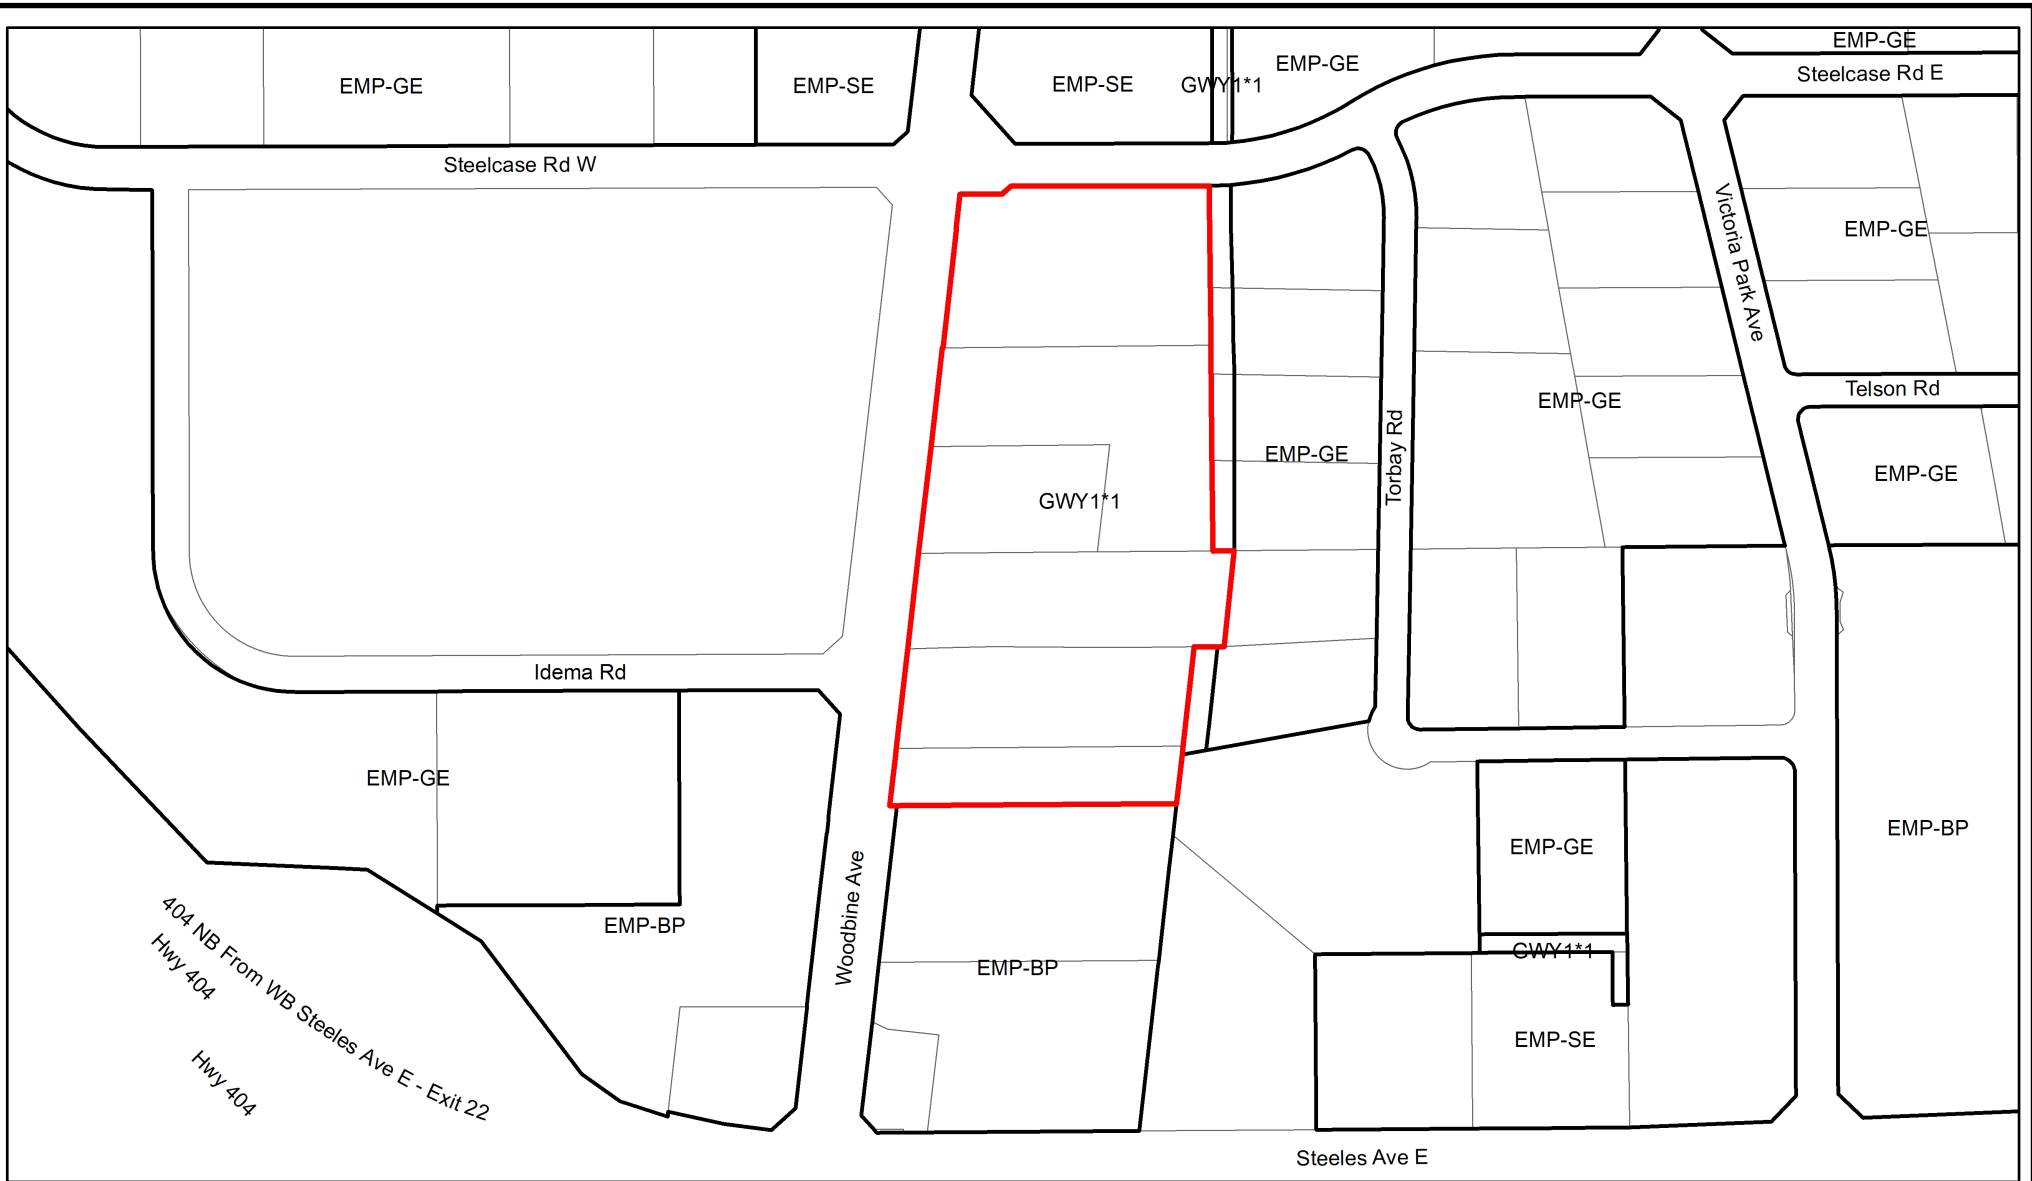 EMP-GE
Steelcase Rd E
EMP-GE
EMP-GE
EMP-SE
EMP-SE
GWY1*1
Steelcase Rd W
Victoria Park Ave
EMP-GE
Telson Rd
EMP-GE
Torbay Rd
EMP-GE
EMP-GE
GWY1*1
Idema Rd
EMP-GE
EMP-BP
EMP-GE
Woodbine Ave
EMP-BP
EMP-BP
GWY1*1
404 NB From WB Steeles Ave E - Exit 22
Hwy 404
EMP-SE
Hwy 404
Steeles Ave E